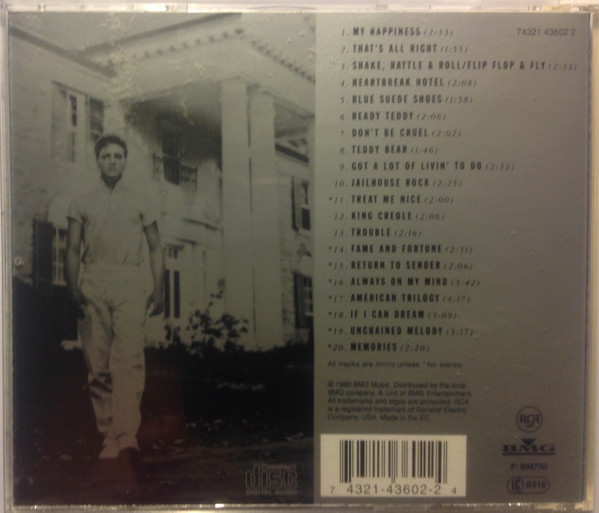 74321 43602 2
1. MY HAPPINESS (2:33)
2. THAT'S ALL RIGHT (1:55)
3. SHAKE, RATTLE & ROLL/FLIP FLOP & FLY (2:33)
4. HEARTBREAK HOTEL (2:08)
5. BLUE SUEDE SHOES (1:58)
6. READY TEDDY (2:06)
7. DON'T BE CRUEL (2:02)
8. TEDDY BEAR (1:46)
9. GOT A LOT OF LIVIN' TO DO (2:32)
10. JAILHOUSE ROCK (2:25)
*11. TREAT ME NICE (2:00)
12. KING CREOLE (2:06)
13. TROUBLE (2:16)
*14. FAME AND FORTUNE (2:31)
*15. RETURN TO SENDER (2:06)
*16. ALWAYS ON MY MIND (3:42)
*17. AMERICAN TRILOGY (4:17)
*18. IF I CAN DREAM (3:09)
*19. UNCHAINED MELODY (3:17)
*20. MEMORIES (2:20)
All tracks are mono unless * for stereo.
BMG Music. Distributed by the local
BMG company. A Unit of BMG Entertainment.
All trademarks and logos are protected. RCA
is a registered trademark of General Electric
Company, USA. Made in the EC.
RCA
BMG
F: BM720
LC 0316
disc
DIGITAL AUDIO
7 4321-43602-2 4